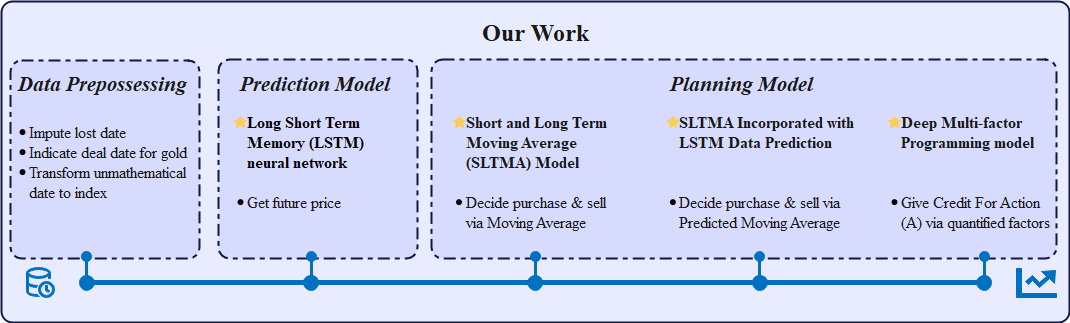 Our Work
Data Prepossessing
Impute lost date
Indicate deal date for gold
Transform unmathematical
date to index
Prediction Model
Long Short Term
Memory (LSTM)
neural network
Get future price
Planning Model
Short and Long Term
Moving Average
(SLTMA) Model
Decide purchase & sell
via Moving Average
SLTMA Incorporated with
LSTM Data Prediction
Decide purchase & sell via
Predicted Moving Average
Deep Multi-factor
Programming model
Give Credit For Action
(A) via quantified factors